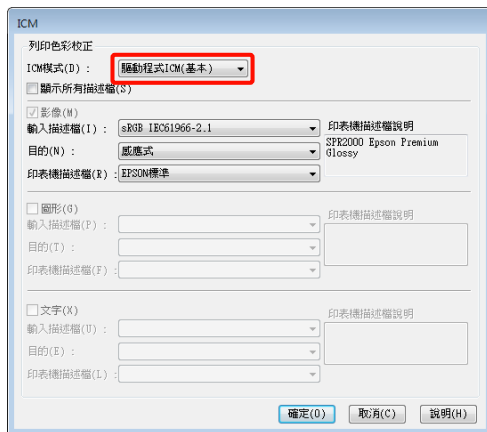 ICM
列印色彩校正
ICM模式(D)： 驅動程式ICM(基本)
顯示所有描述檔(S)
影像(M)
輸入描述檔(I)： sRGB IEC61966-2.1 印表機描述檔說明
目的(N)： 感應式 SPR2000 Epson Premium
Glossy
印表機描述檔(R)：EPSON標準
圖形(G)
輸入描述檔(P)： 印表機描述檔說明
目的(T)：
印表機描述檔(F)：
文字(X)
輸入描述檔(U)： 印表機描述檔說明
目的(E)：
印表機描述檔(L)：
確定(O) 取消(C) 說明(H)